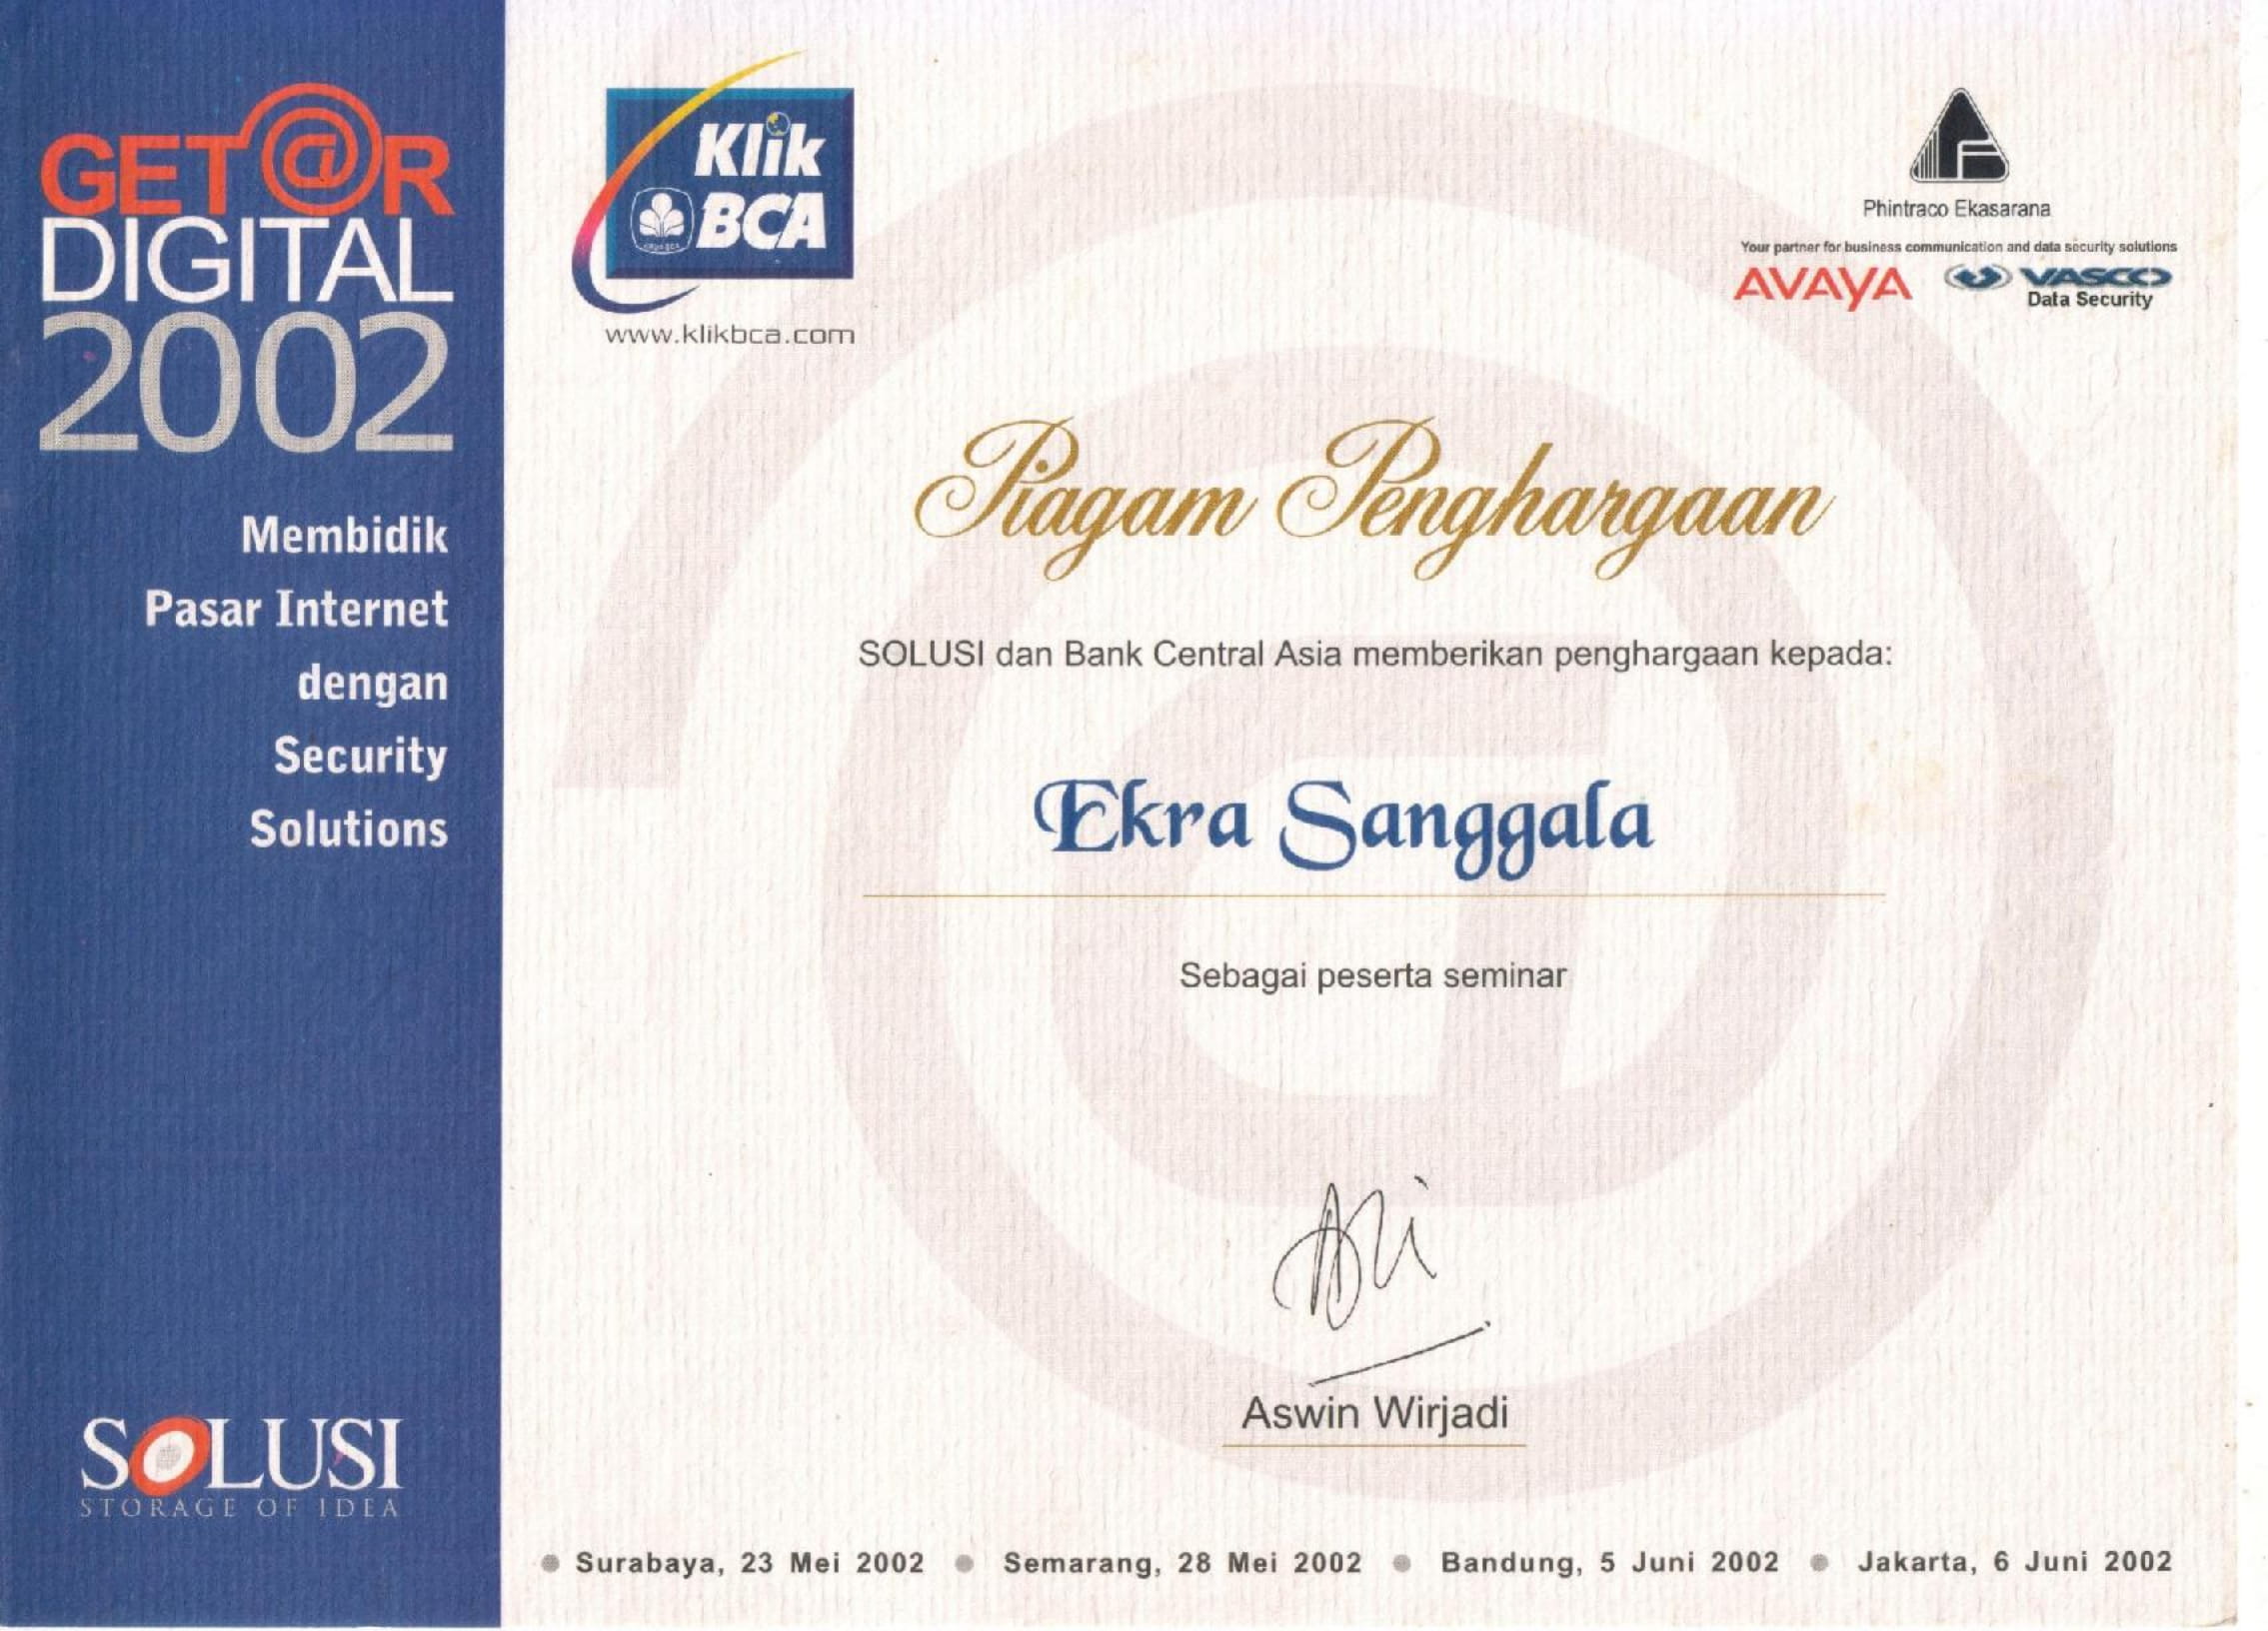 GET@R
DIGITAL
2002
Membidik
Pasar Internet
dengan
Security
Solutions
SOLUSI
STORAGE OF IDEA
Klik
BCA
www.klikbca.com
Phintraco Ekasarana
Your partner for business communication and data security solutions
AVAYA VASCO
Data Security
Piagam Penghargaan
SOLUSI dan Bank Central Asia memberikan penghargaan kepada:
Ekra Sanggala
Sebagai peserta seminar
Aswin Wirjadi
Surabaya, 23 Mei 2002 ● Semarang, 28 Mei 2002 ● Bandung, 5 Juni 2002 ● Jakarta, 6 Juni 2002